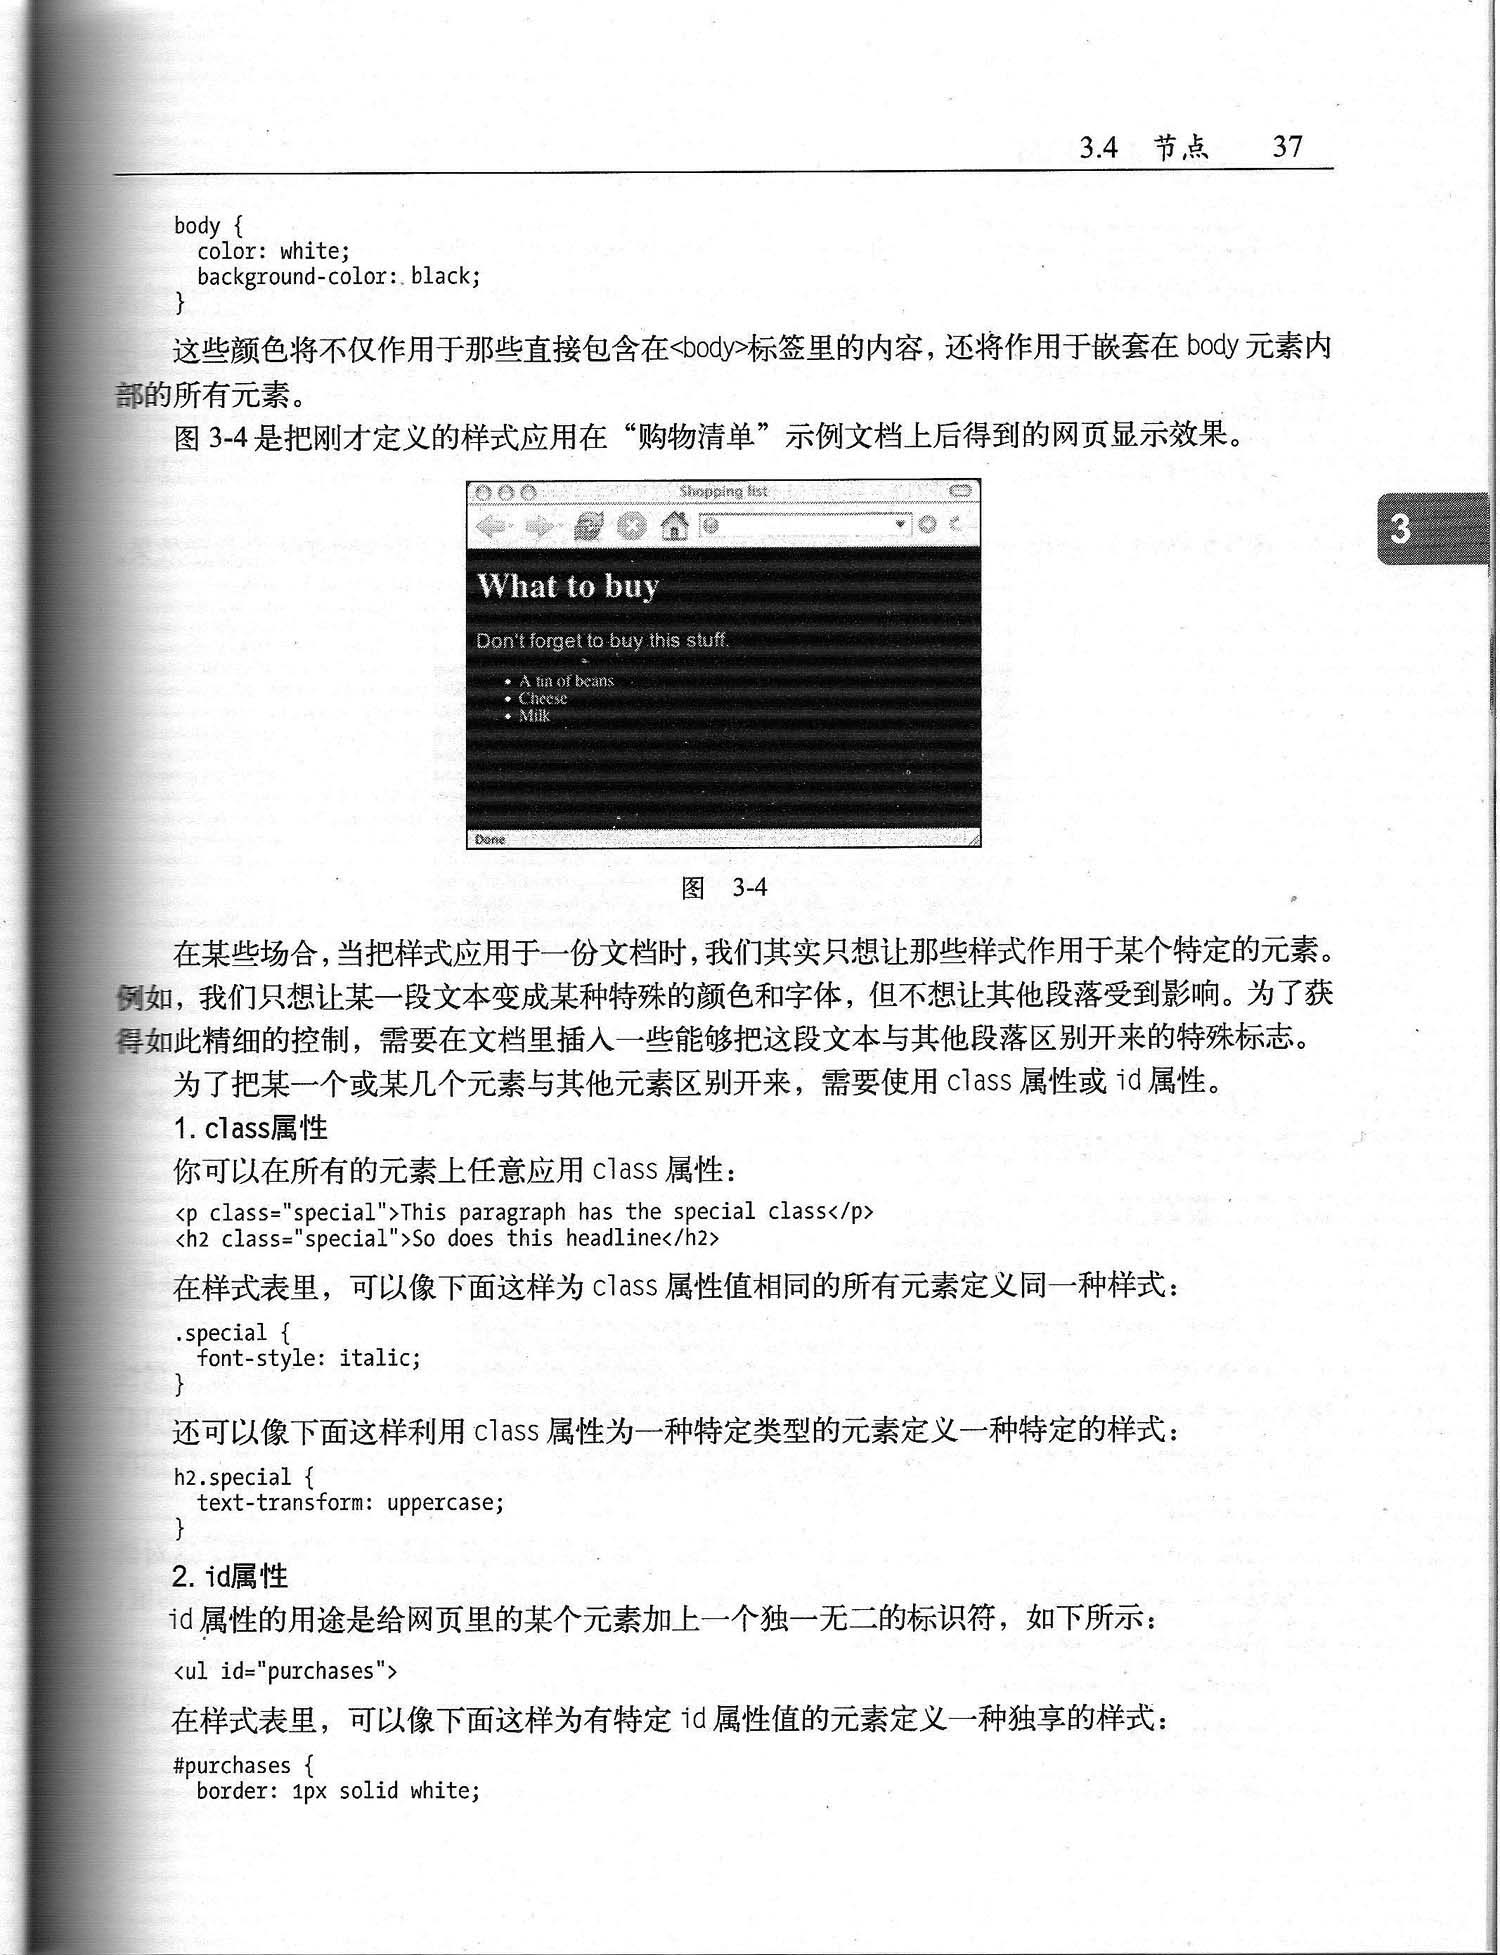 3.4 节点 37
body {
color: white;
background-color: black;
}
这些颜色将不仅作用于那些直接包含在<body>标签里的内容，还将作用于嵌套在 body 元素内
部的所有元素。
图 3-4 是把刚才定义的样式应用在“购物清单”示例文档上后得到的网页显示效果。
Shopping list
3
What to buy
Don't forget to buy this stuff.
• A tin of beans
• Cheese
• Milk
Done
图 3-4
在某些场合，当把样式应用于一份文档时，我们其实只想让那些样式作用于某个特定的元素。
例如，我们只想让某一段文本变成某种特殊的颜色和字体，但不想让其他段落受到影响。为了获
得如此精细的控制，需要在文档里插入一些能够把这段文本与其他段落区别开来的特殊标志。
为了把某一个或某几个元素与其他元素区别开来，需要使用 class 属性或 id 属性。
1. class属性
你可以在所有的元素上任意应用 class 属性：
<p class="special">This paragraph has the special class</p>
<h2 class="special">So does this headline</h2>
在样式表里，可以像下面这样为 class 属性值相同的所有元素定义同一种样式：
.special {
font-style: italic;
}
还可以像下面这样利用 class 属性为一种特定类型的元素定义一种特定的样式：
h2.special {
text-transform: uppercase;
}
2. id属性
id 属性的用途是给网页里的某个元素加上一个独一无二的标识符，如下所示：
<ul id="purchases">
在样式表里，可以像下面这样为有特定 id 属性值的元素定义一种独享的样式：
#purchases {
border: 1px solid white;